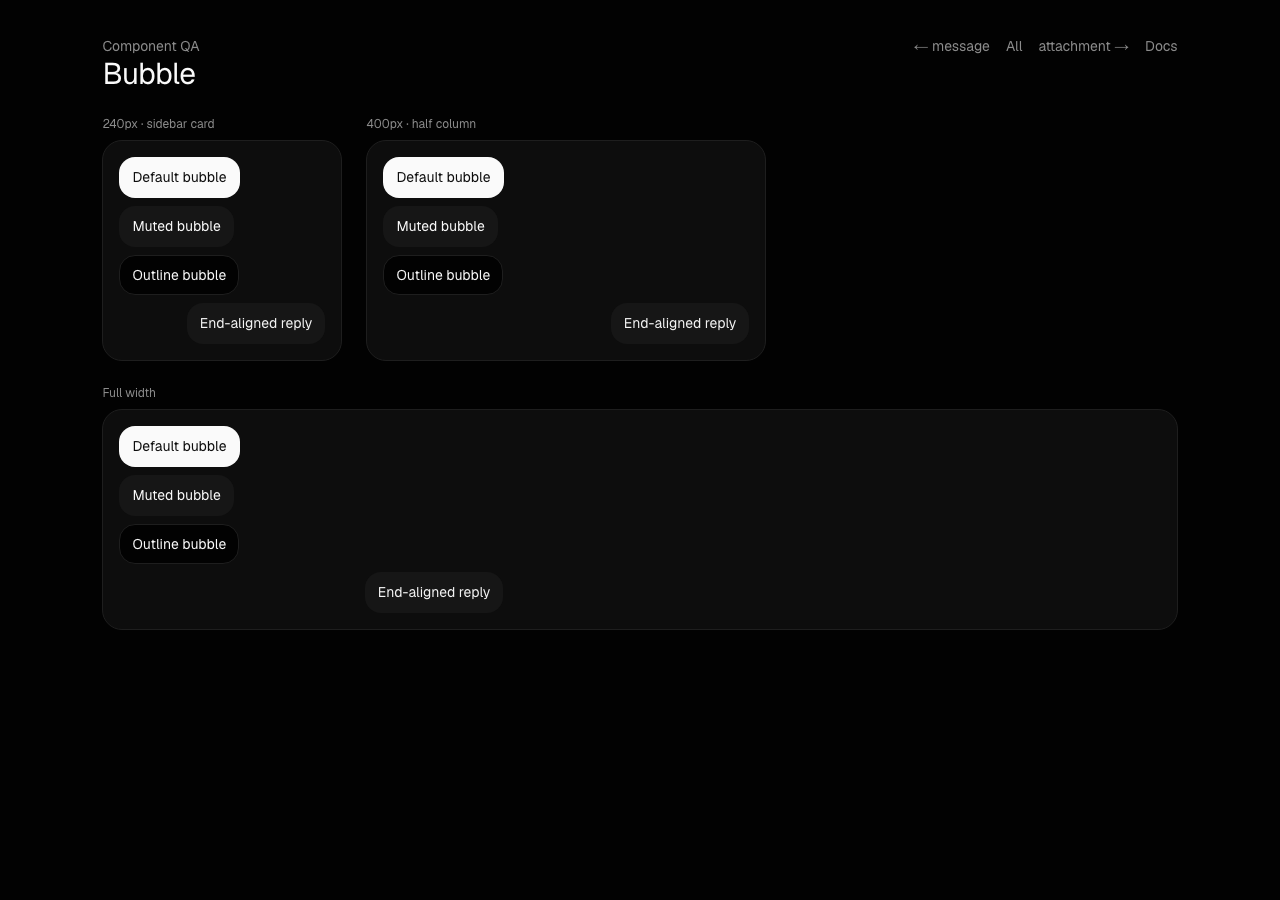 Component QA
Bubble
← message All attachment → Docs
240px · sidebar card
Default bubble
Muted bubble
Outline bubble
End-aligned reply
400px · half column
Default bubble
Muted bubble
Outline bubble
End-aligned reply
Full width
Default bubble
Muted bubble
Outline bubble
End-aligned reply